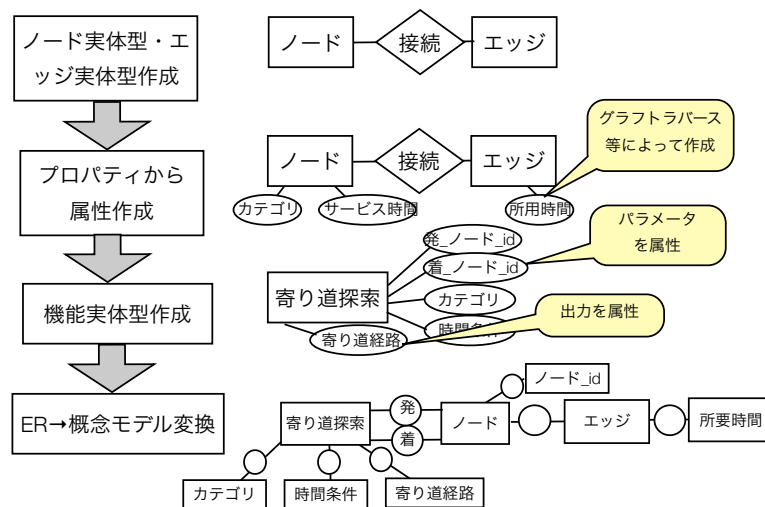 ノード実体型・エ
ッジ実体型作成
ノード
接続
エッジ
グラフトラバース
等によって作成
プロパティから
属性作成
ノード
接続
エッジ
カテゴリ
サービス時間
所用時間
パラメータ
を属性
機能実体型作成
寄り道探索
発_ノード_id
着_ノード_id
カテゴリ
時間条件
寄り道経路
出力を属性
ER→概念モデル変換
ノード_id
寄り道探索
発
着
ノード
エッジ
所要時間
カテゴリ
時間条件
寄り道経路